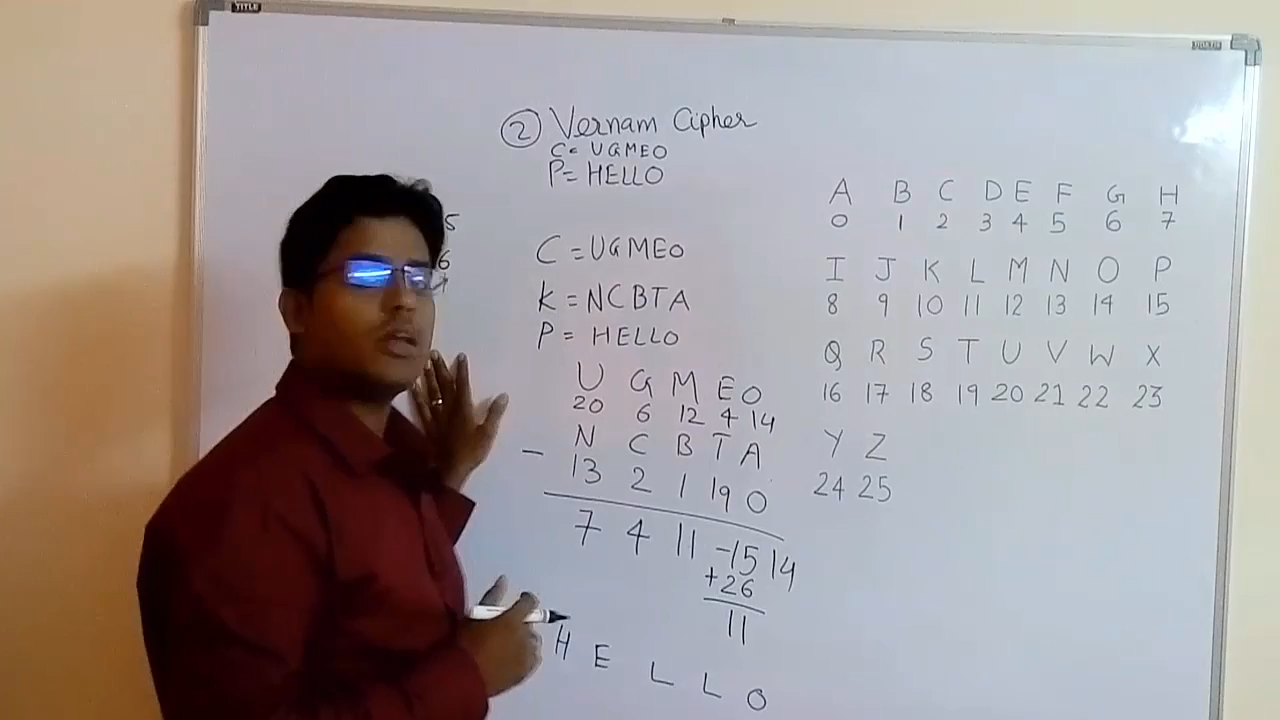 TITLE
② Vernam Cipher
C= UGMEO
P= HELLO
5
6
C = UGMEO
K = NCBTA
P = HELLO
U G M E O
20 6 12 4 14
N C B T A
- 13 2 1 19 0
7 4 11 -15 14
+26
11
H E L L O
A B C D E F G H
0 1 2 3 4 5 6 7
I J K L M N O P
8 9 10 11 12 13 14 15
Q R S T U V W X
16 17 18 19 20 21 22 23
Y Z
24 25